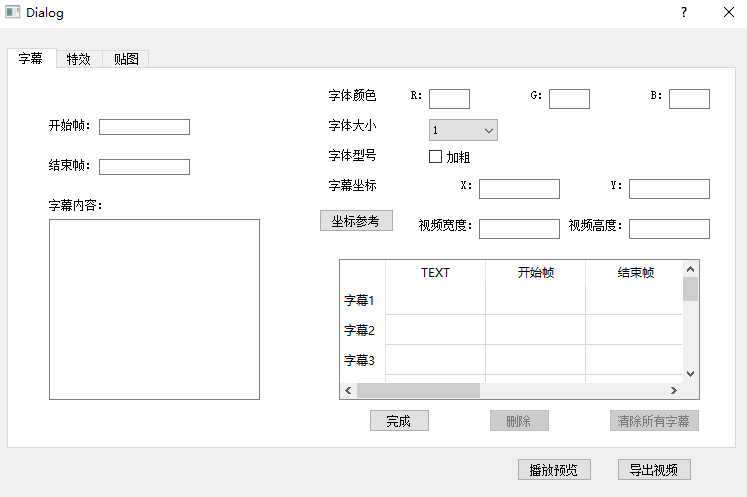 Dialog
字幕 特效 贴图
字体颜色 R: G: B:
开始帧: 字体大小 1
字体型号 加粗
结束帧:
字幕坐标 X: Y:
字幕内容:
坐标参考 视频宽度: 视频高度:
TEXT 开始帧 结束帧
字幕1
字幕2
字幕3
完成 删除 清除所有字幕
播放预览 导出视频